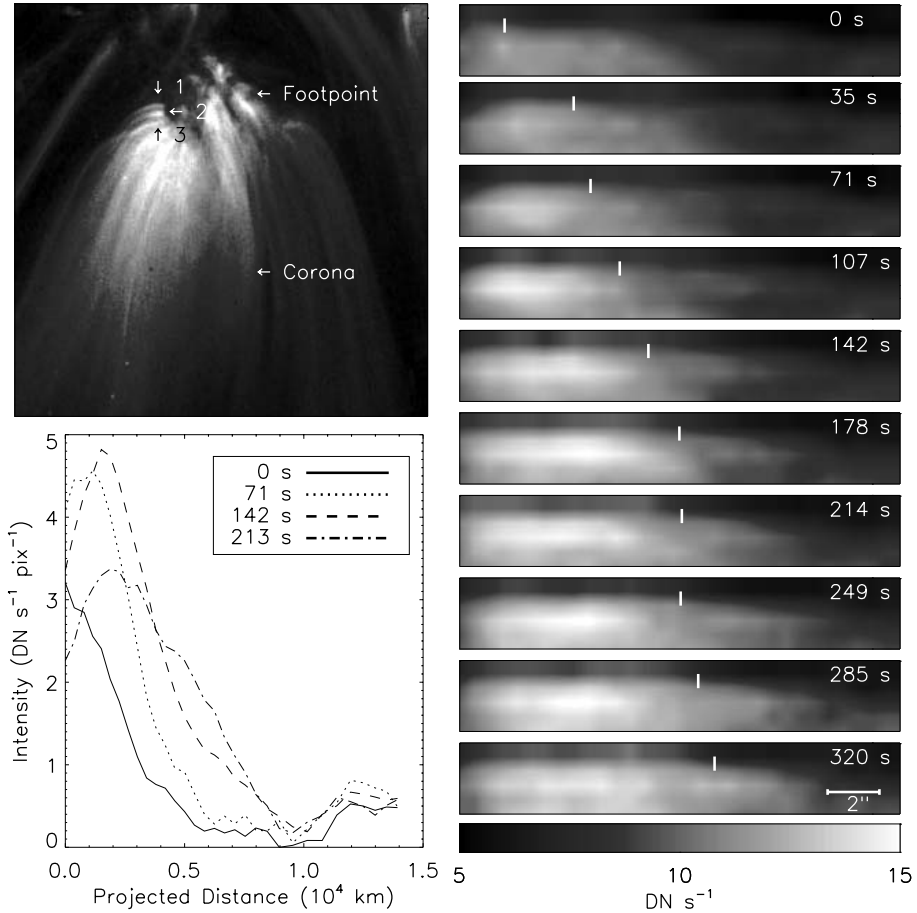 ↓ 1
← 2
↑ 3
← Footpoint
← Corona
0 s
35 s
71 s
107 s
142 s
178 s
214 s
249 s
285 s
320 s
2"
5 10 15
DN s⁻¹
5
4
3
2
1
0
Intensity (DN s⁻¹ pix⁻¹)
0 s
71 s
142 s
213 s
0.0 0.5 1.0 1.5
Projected Distance (10⁴ km)